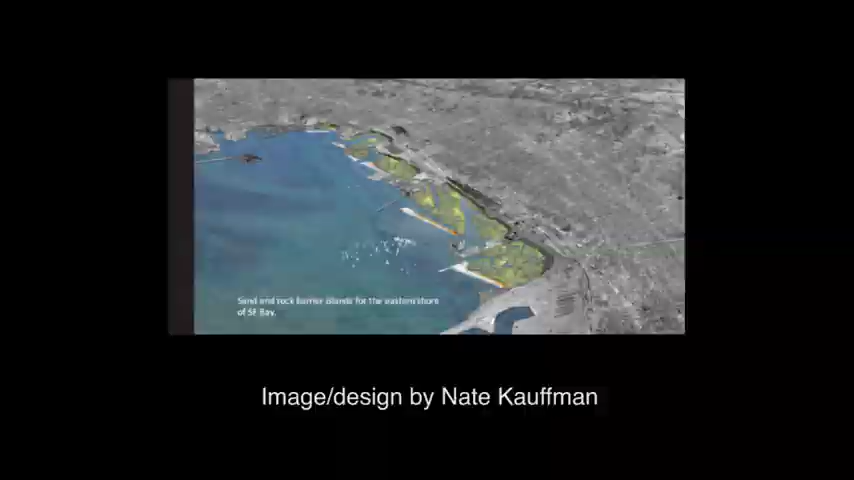 Sand and rock barrier islands for the eastern shore
of SF Bay.
Image/design by Nate Kauffman